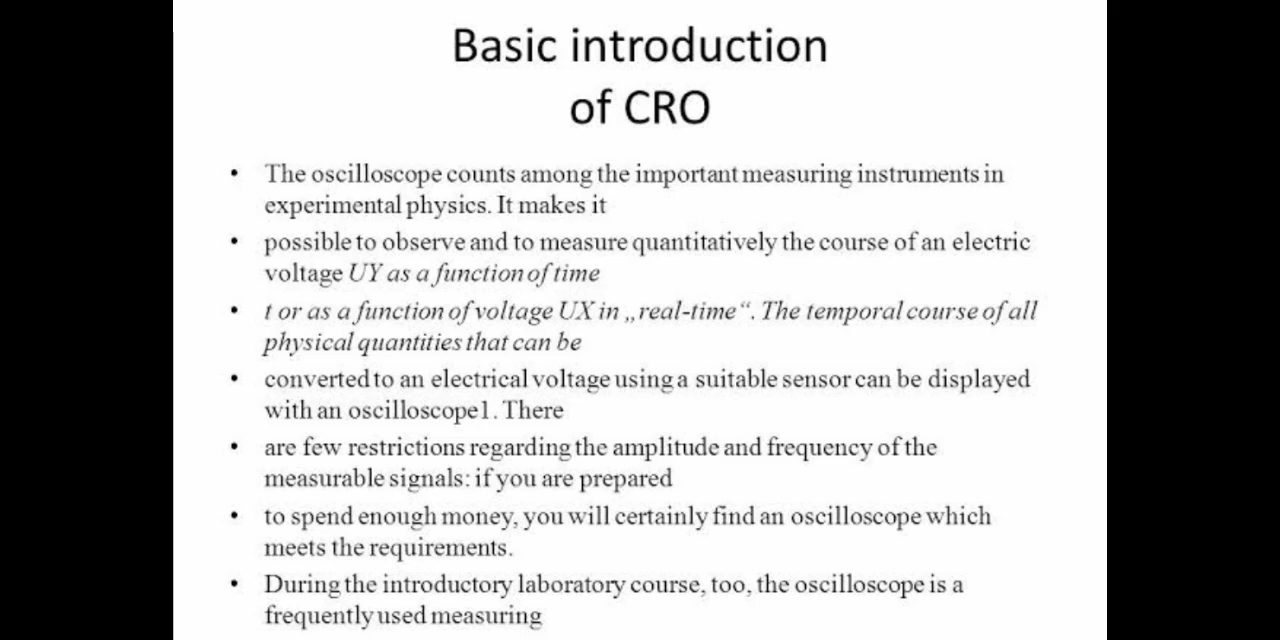 Basic introduction
of CRO
• The oscilloscope counts among the important measuring instruments in
experimental physics. It makes it
• possible to observe and to measure quantitatively the course of an electric
voltage UY as a function of time
• t or as a function of voltage UX in „real-time“. The temporal course of all
physical quantities that can be
• converted to an electrical voltage using a suitable sensor can be displayed
with an oscilloscope1. There
• are few restrictions regarding the amplitude and frequency of the
measurable signals: if you are prepared
• to spend enough money, you will certainly find an oscilloscope which
meets the requirements.
• During the introductory laboratory course, too, the oscilloscope is a
frequently used measuring